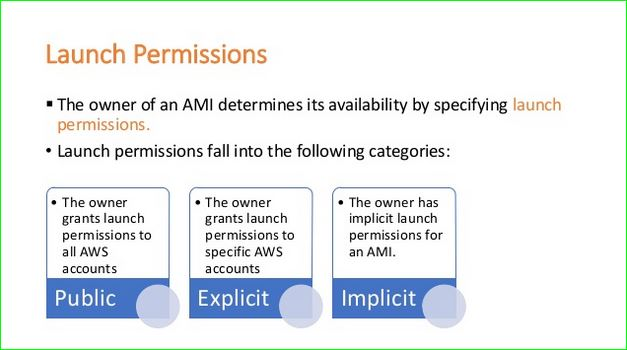 Launch Permissions
▪ The owner of an AMI determines its availability by specifying launch
permissions.
• Launch permissions fall into the following categories:
• The owner
grants launch
permissions to
all AWS
accounts
Public
• The owner
grants launch
permissions to
specific AWS
accounts
Explicit
• The owner has
implicit launch
permissions for
an AMI.
Implicit